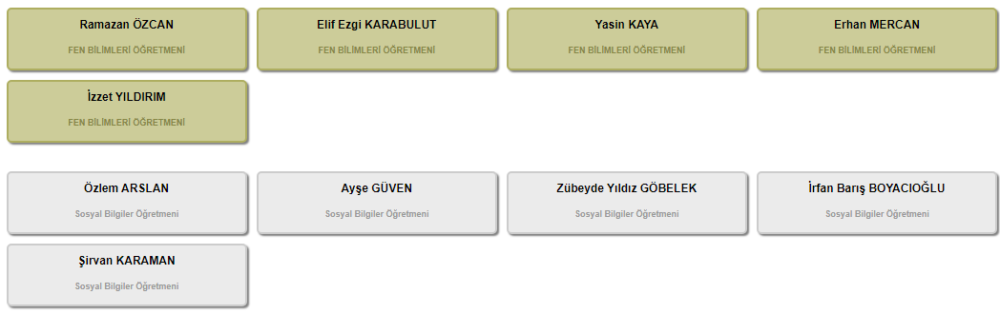 Ramazan ÖZCAN
FEN BİLİMLERİ ÖĞRETMENİ
Elif Ezgi KARABULUT
FEN BİLİMLERİ ÖĞRETMENİ
Yasin KAYA
FEN BİLİMLERİ ÖĞRETMENİ
Erhan MERCAN
FEN BİLİMLERİ ÖĞRETMENİ
İzzet YILDIRIM
FEN BİLİMLERİ ÖĞRETMENİ
Özlem ARSLAN
Sosyal Bilgiler Öğretmeni
Ayşe GÜVEN
Sosyal Bilgiler Öğretmeni
Zübeyde Yıldız GÖBELEK
Sosyal Bilgiler Öğretmeni
İrfan Barış BOYACIOĞLU
Sosyal Bilgiler Öğretmeni
Şirvan KARAMAN
Sosyal Bilgiler Öğretmeni